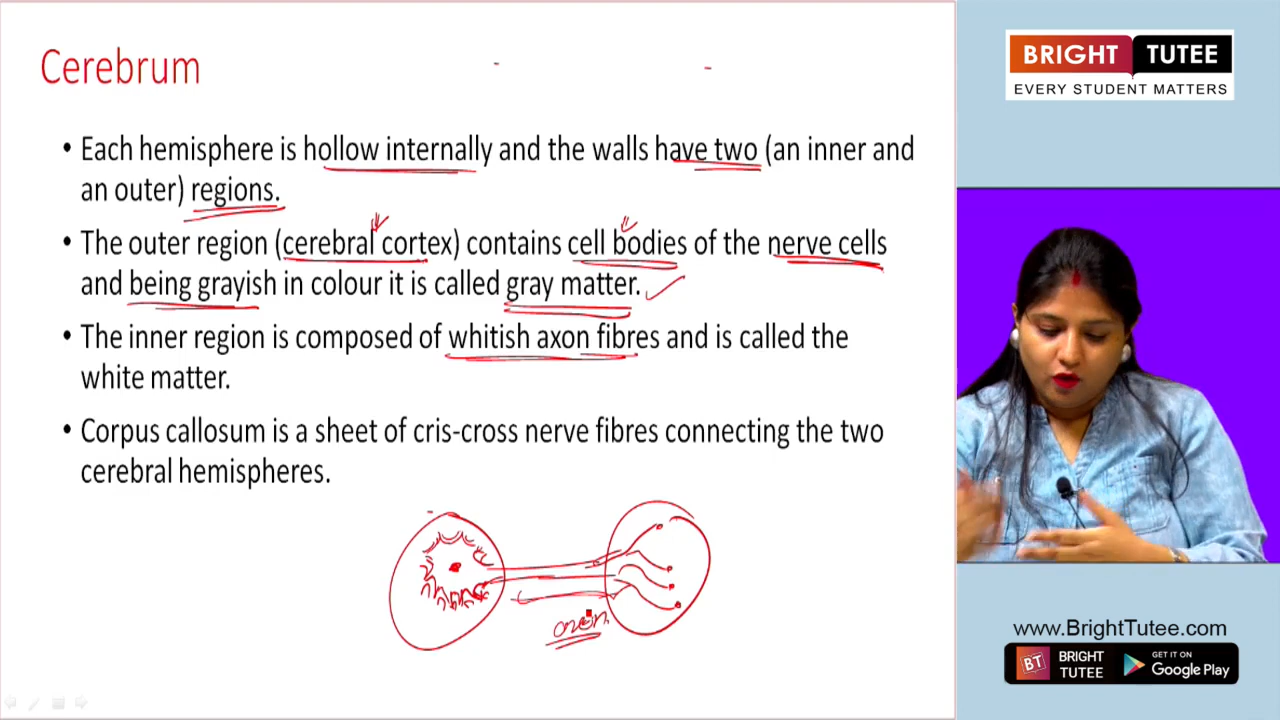 Cerebrum
• Each hemisphere is hollow internally and the walls have two (an inner and
an outer) regions.
• The outer region (cerebral cortex) contains cell bodies of the nerve cells
and being grayish in colour it is called gray matter.
• The inner region is composed of whitish axon fibres and is called the
white matter.
• Corpus callosum is a sheet of cris-cross nerve fibres connecting the two
cerebral hemispheres.
BRIGHT TUTEE
EVERY STUDENT MATTERS
www.BrightTutee.com
BT BRIGHT TUTEE
GET IT ON Google Play